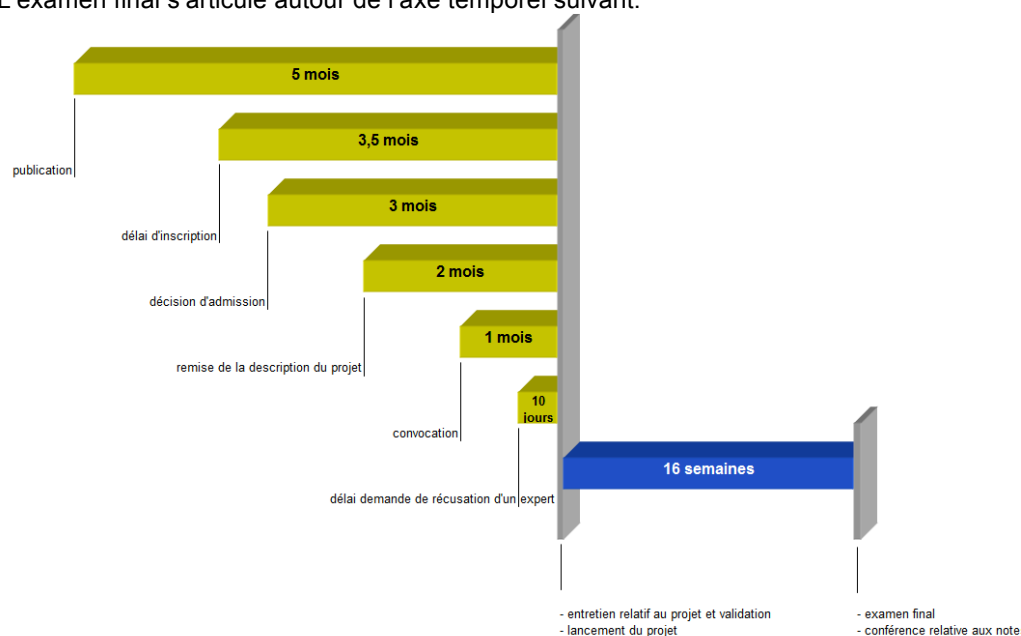 L'examen final s'articule autour de l'axe temporel suivant:
5 mois
publication
3,5 mois
délai d'inscription
3 mois
décision d'admission
2 mois
remise de la description du projet
1 mois
convocation
10
jours
délai demande de récusation d'un expert
16 semaines
- entretien relatif au projet et validation
- lancement du projet
- examen final
- conférence relative aux note